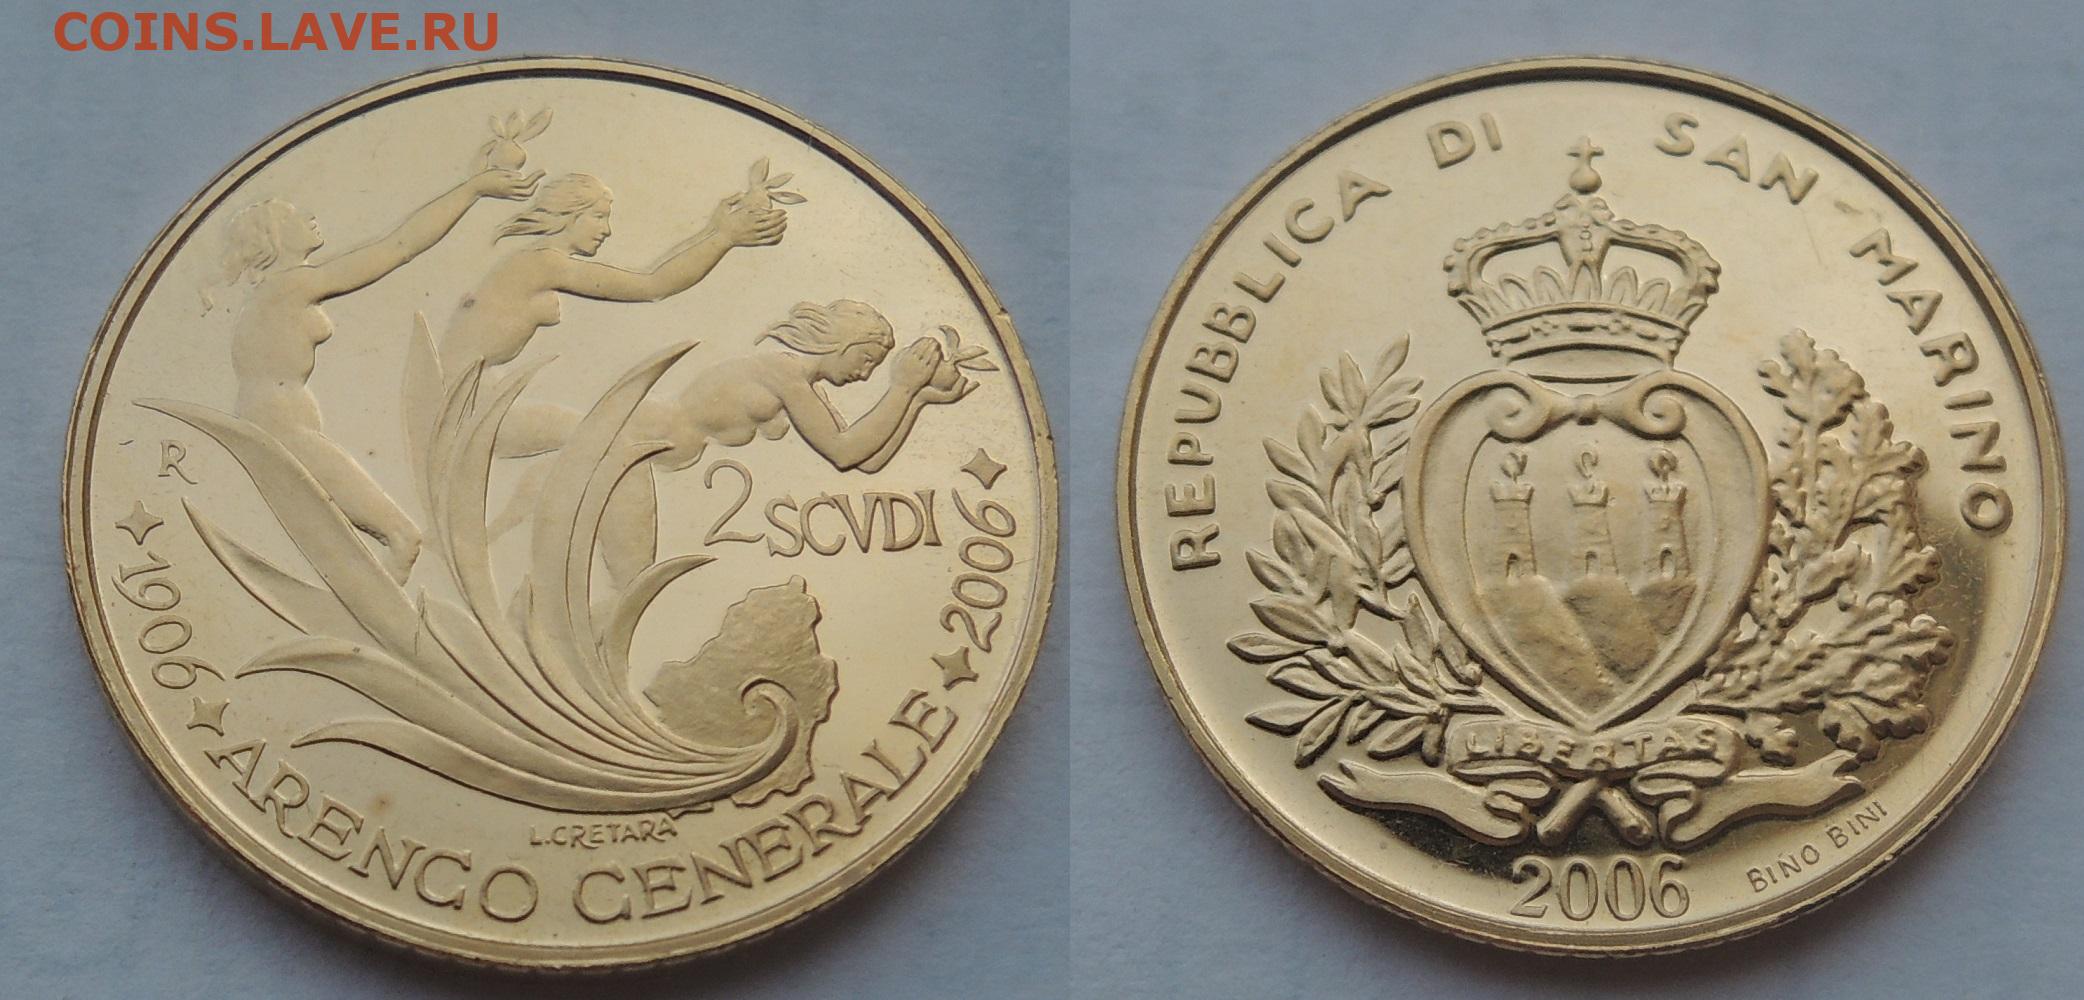 COINS.LAVE.RU
R
2 SCVDI
1906
ARENGO GENERALE
2006
L.CRETARA
REPUBBLICA DI SAN MARINO
LIBERTAS
2006
BINO BINI